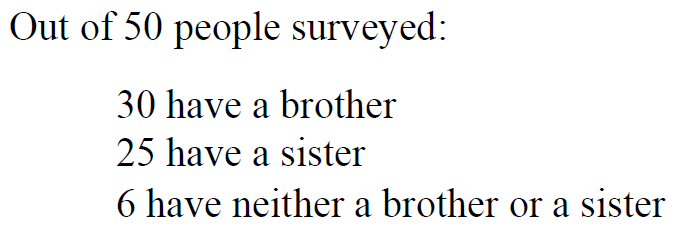 Out of 50 people surveyed:
30 have a brother
25 have a sister
6 have neither a brother or a sister